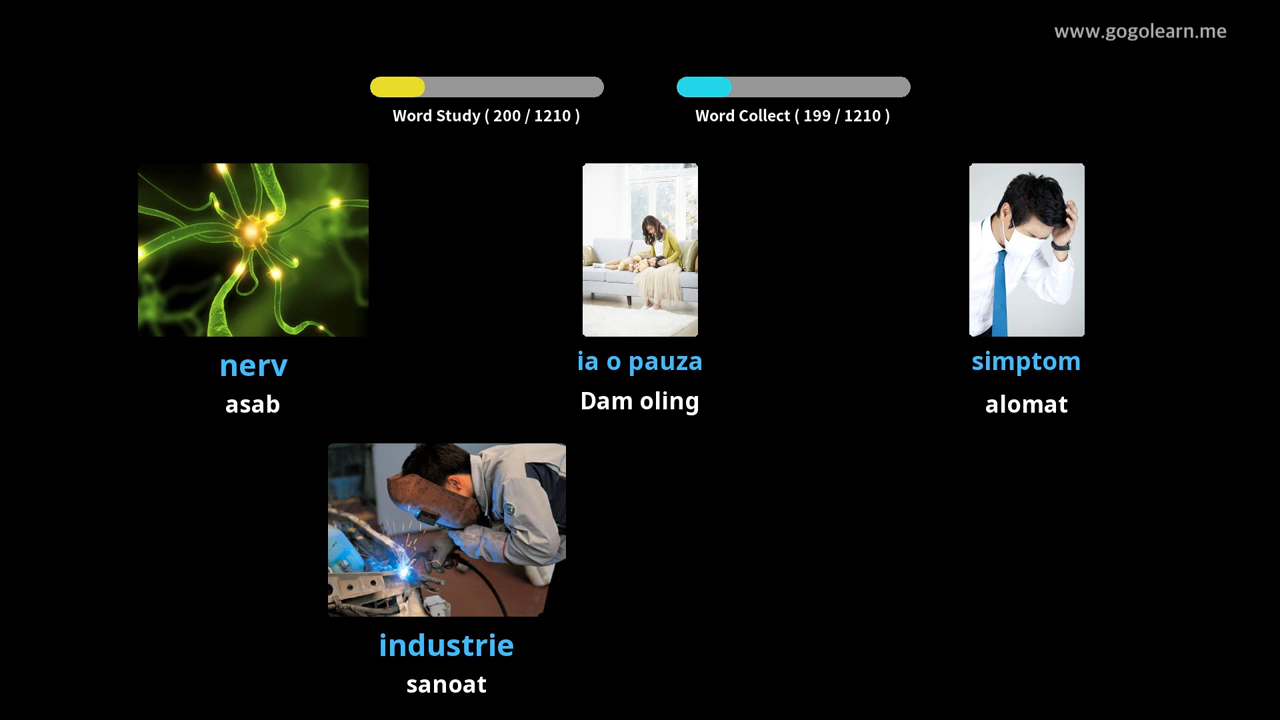 www.gogolearn.me
Word Study ( 200 / 1210 )
Word Collect ( 199 / 1210 )
nerv
asab
ia o pauza
Dam oling
simptom
alomat
industrie
sanoat